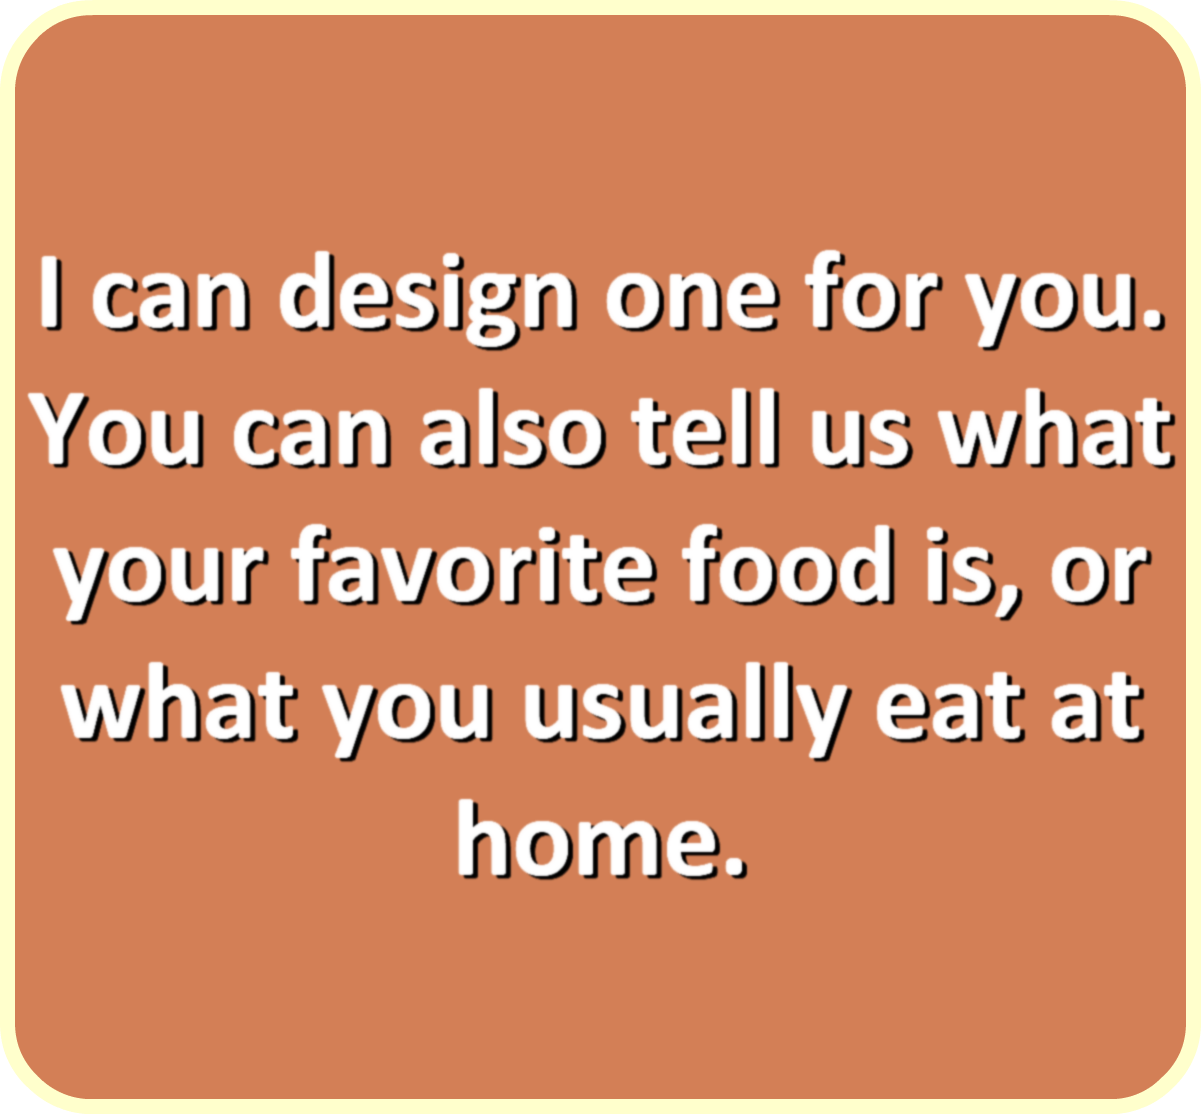 I can design one for you.
You can also tell us what
your favorite food is, or
what you usually eat at
home.